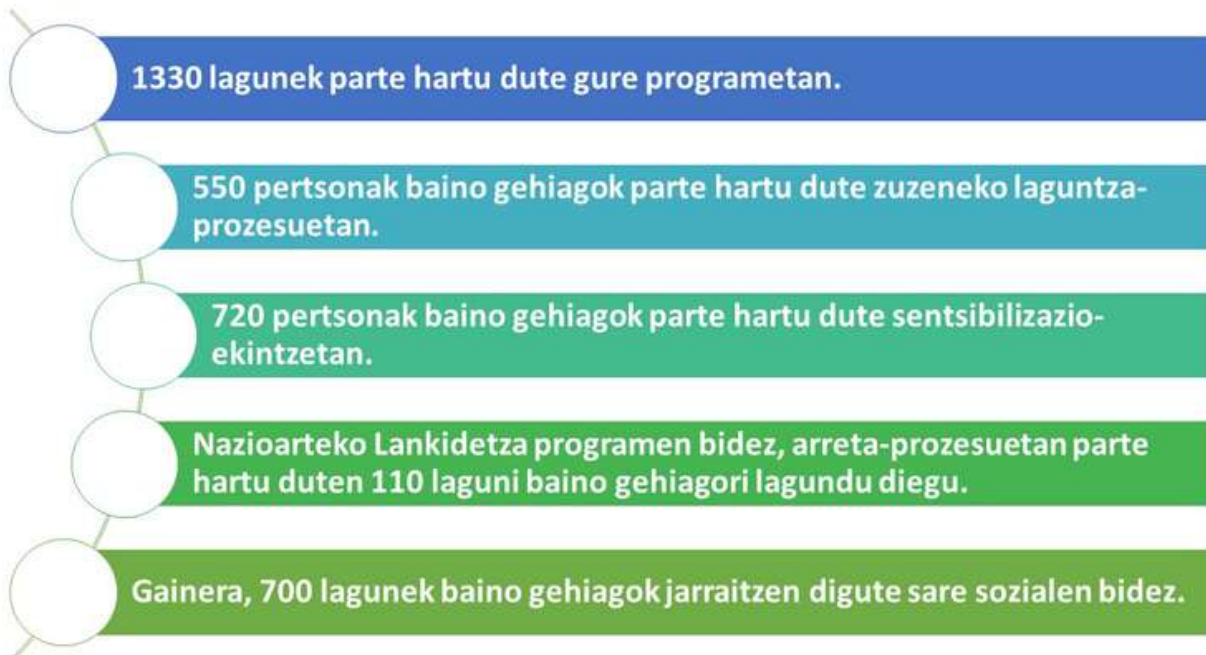 1330 lagunek parte hartu dute gure programetan.
550 pertsonak baino gehiagok parte hartu dute zuzeneko laguntza-
prozesuetan.
720 pertsonak baino gehiagok parte hartu dute sentsibilizazio-
ekintzetan.
Nazioarteko Lankidetza programen bidez, arreta-prozesuetan parte
hartu duten 110 laguni baino gehiagori lagundu diegu.
Gainera, 700 lagunek baino gehiagok jarraitzen digute sare sozialen bidez.